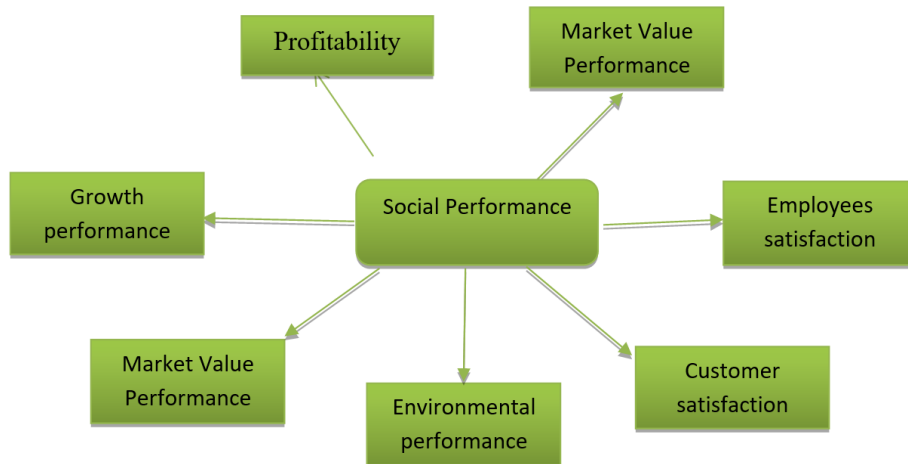 Profitability
Market Value
Performance
Growth
performance
Social Performance
Employees
satisfaction
Market Value
Performance
Environmental
performance
Customer
satisfaction